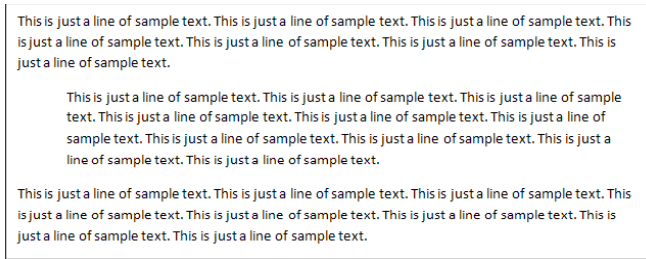 This is just a line of sample text. This is just a line of sample text. This is just a line of sample text. This
is just a line of sample text. This is just a line of sample text. This is just a line of sample text. This is
just a line of sample text.
This is just a line of sample text. This is just a line of sample text. This is just a line of sample
text. This is just a line of sample text. This is just a line of sample text. This is just a line of
sample text. This is just a line of sample text. This is just a line of sample text. This is just a
line of sample text. This is just a line of sample text.
This is just a line of sample text. This is just a line of sample text. This is just a line of sample text. This
is just a line of sample text. This is just a line of sample text. This is just a line of sample text. This is
just a line of sample text. This is just a line of sample text.